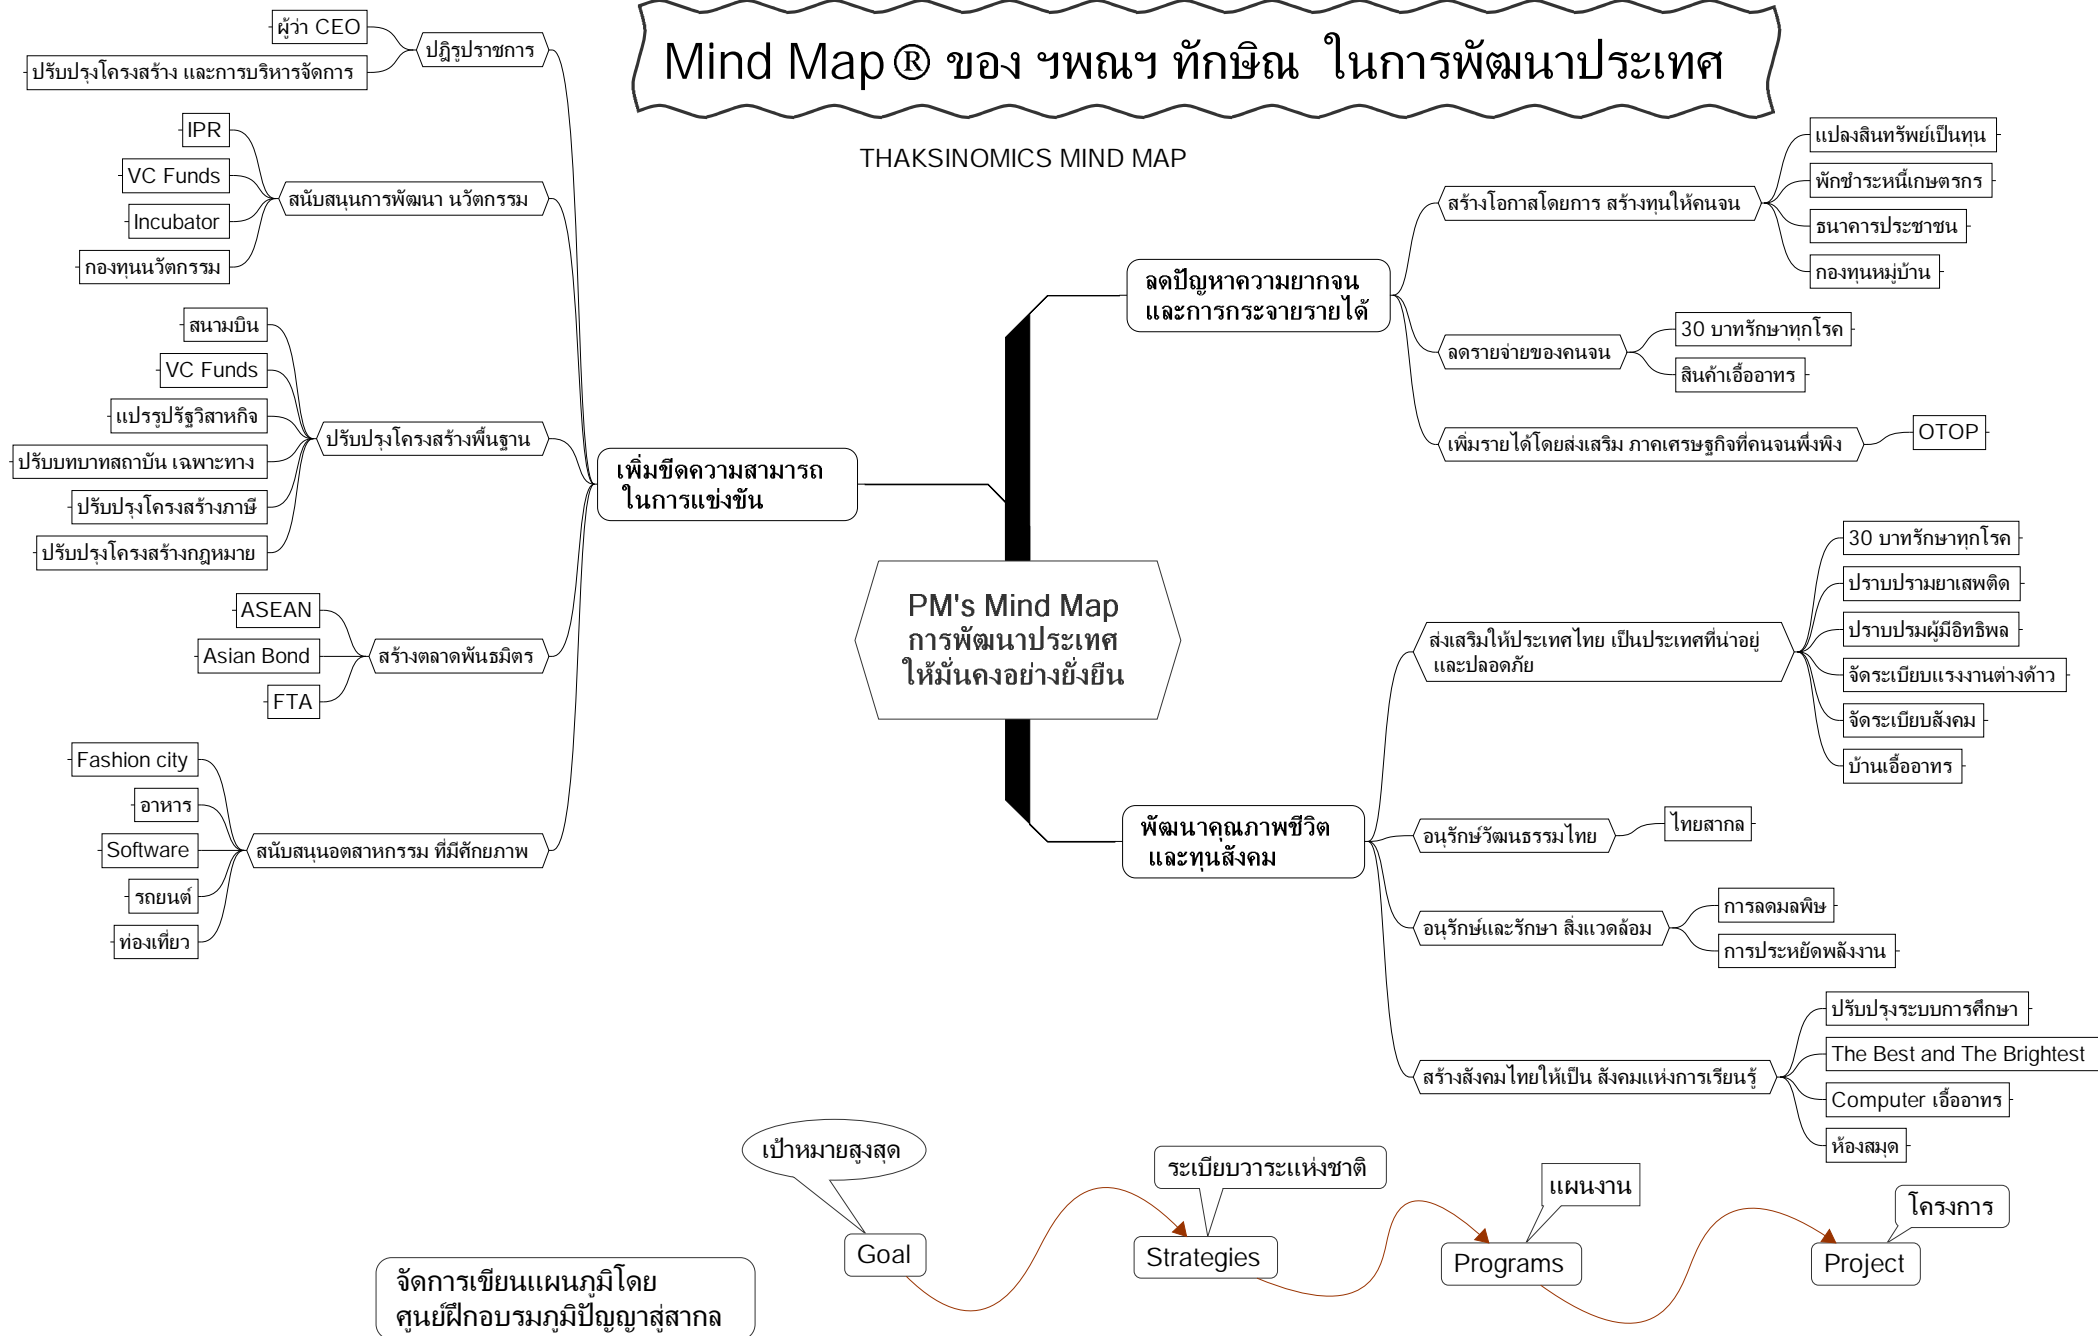 Mind Map® ของ ฯพณฯ ทักษิณ ในการพัฒนาประเทศ
THAKSINOMICS MIND MAP
PM's Mind Map
การพัฒนาประเทศ
ให้มั่นคงอย่างยั่งยืน
ลดปัญหาความยากจน
และการกระจายรายได้
สร้างโอกาสโดยการ สร้างทุนให้คนจน
แปลงสินทรัพย์เป็นทุน
พักชำระหนี้เกษตรกร
ธนาคารประชาชน
กองทุนหมู่บ้าน
ลดรายจ่ายของคนจน
30 บาทรักษาทุกโรค
สินค้าเอื้ออาทร
เพิ่มรายได้โดยส่งเสริม ภาคเศรษฐกิจที่คนจนพึ่งพิง
OTOP
พัฒนาคุณภาพชีวิต
และทุนสังคม
ส่งเสริมให้ประเทศไทย เป็นประเทศที่น่าอยู่
และปลอดภัย
30 บาทรักษาทุกโรค
ปราบปรามยาเสพติด
ปราบปรมผู้มีอิทธิพล
จัดระเบียบแรงงานต่างด้าว
จัดระเบียบสังคม
บ้านเอื้ออาทร
อนุรักษ์วัฒนธรรมไทย
ไทยสากล
อนุรักษ์และรักษา สิ่งแวดล้อม
การลดมลพิษ
การประหยัดพลังงาน
สร้างสังคมไทยให้เป็น สังคมแห่งการเรียนรู้
ปรับปรุงระบบการศึกษา
The Best and The Brightest
Computer เอื้ออาทร
ห้องสมุด
เพิ่มขีดความสามารถ
ในการแข่งขัน
ปฎิรูปราชการ
ผู้ว่า CEO
ปรับปรุงโครงสร้าง และการบริหารจัดการ
สนับสนุนการพัฒนา นวัตกรรม
IPR
VC Funds
Incubator
กองทุนนวัตกรรม
ปรับปรุงโครงสร้างพื้นฐาน
สนามบิน
VC Funds
แปรรูปรัฐวิสาหกิจ
ปรับบทบาทสถาบัน เฉพาะทาง
ปรับปรุงโครงสร้างภาษี
ปรับปรุงโครงสร้างกฎหมาย
สร้างตลาดพันธมิตร
ASEAN
Asian Bond
FTA
สนับสนุนอตสาหกรรม ที่มีศักยภาพ
Fashion city
อาหาร
Software
รถยนต์
ท่องเที่ยว
เป้าหมายสูงสุด
Goal
ระเบียบวาระแห่งชาติ
Strategies
แผนงาน
Programs
โครงการ
Project
จัดการเขียนแผนภูมิโดย
ศูนย์ฝึกอบรมภูมิปัญญาสู่สากล